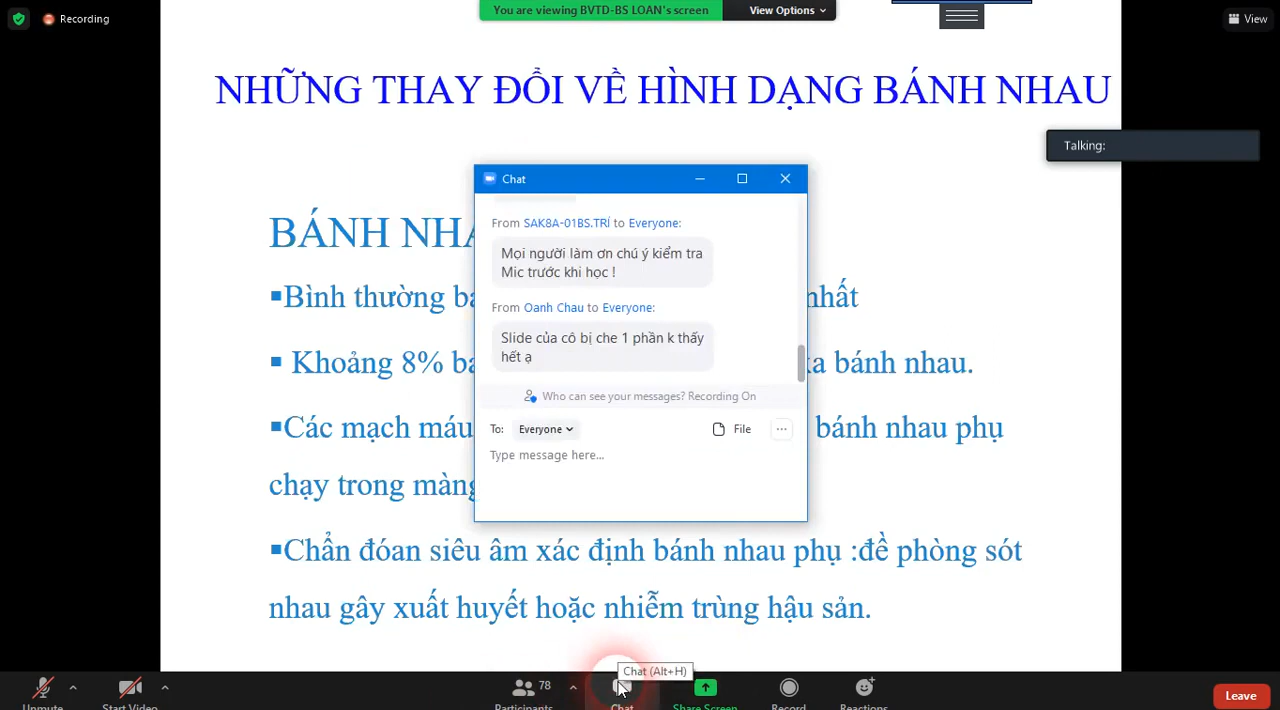 Recording
You are viewing BVTD-BS LOAN's screen
View Options
View
NHỮNG THAY ĐỔI VỀ HÌNH DẠNG BÁNH NHAU
Talking:
Chat
BÁNH
From SAK8A-01BS.TRÍ to Everyone:
Mọi người làm ơn chú ý kiểm tra
Mic trước khi học !
▪Bình thường nhất
From Oanh Chau to Everyone:
Slide của cô bị che 1 phần k thấy
hết ạ
▪ Khoảng 8% bánh nhau.
Who can see your messages? Recording On
To: Everyone File
Type message here...
▪Các mạch máu bánh nhau phụ
chạy trong màng
▪Chẩn đóan siêu âm xác định bánh nhau phụ :đề phòng sót
nhau gây xuất huyết hoặc nhiễm trùng hậu sản.
Chat (Alt+H)
78
Unmute
Start Video
Participants
Chat
Share Screen
Record
Reactions
Leave